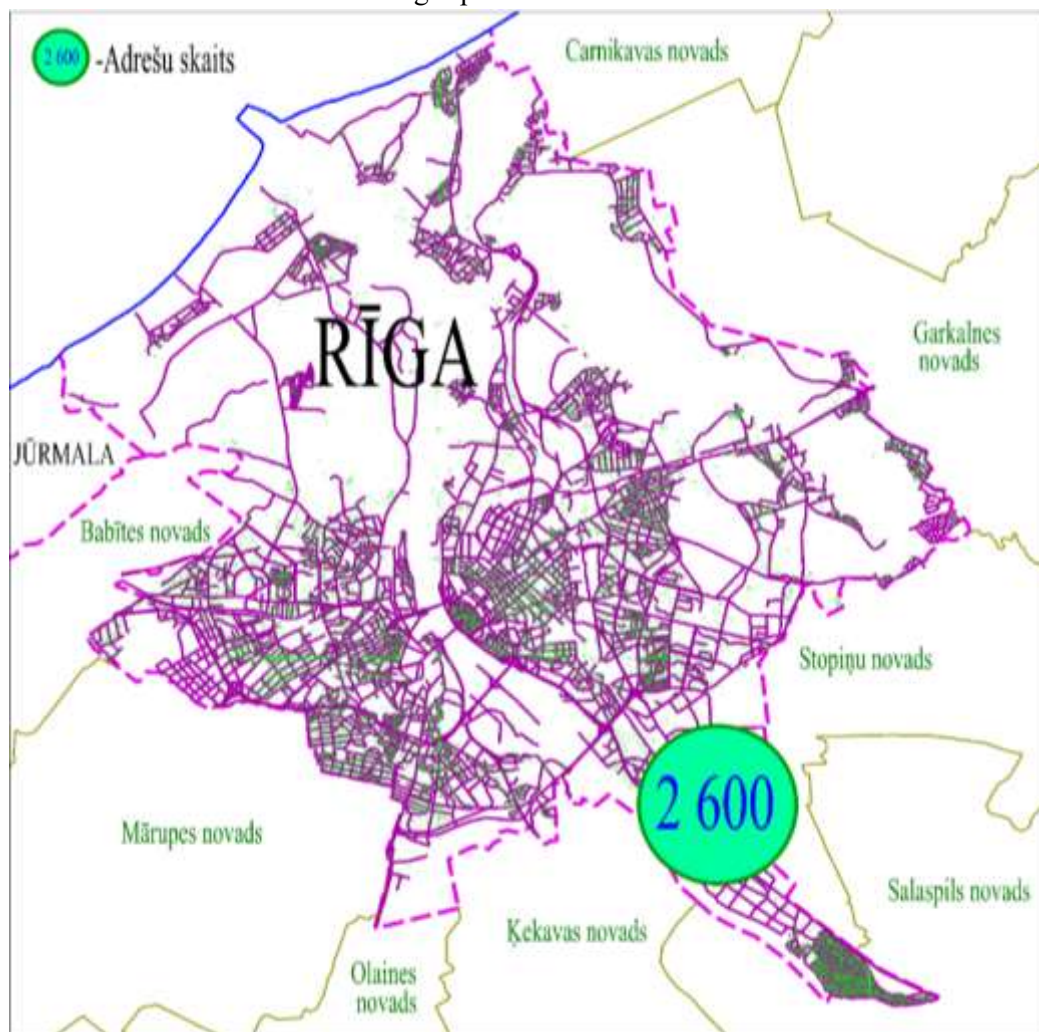 2 600 -Adrešu skaits
Carnikavas novads
RĪGA
Garkalnes
novads
JŪRMALA
Babītes novads
Stopiņu novads
2 600
Mārupes novads
Salaspils novads
Ķekavas novads
Olaines
novads